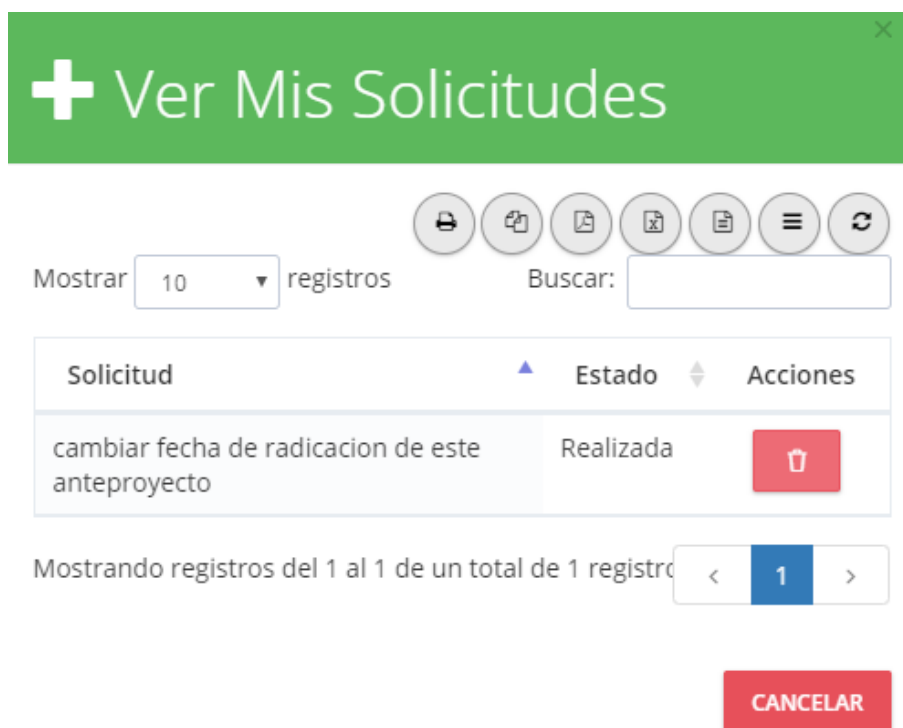 Ver Mis Solicitudes
Mostrar 10 registros Buscar:
Solicitud Estado Acciones
cambiar fecha de radicacion de este Realizada
anteproyecto
Mostrando registros del 1 al 1 de un total de 1 registro < 1 >
CANCELAR